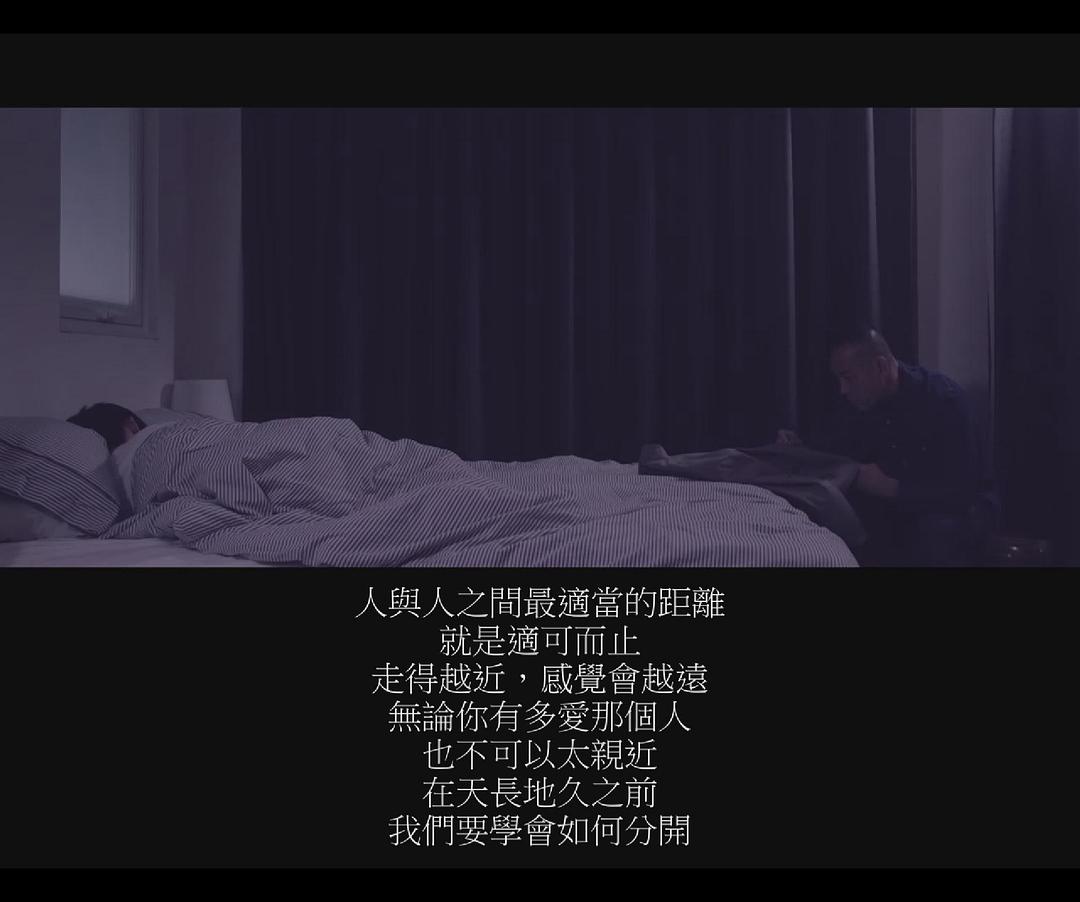 人與人之間最適當的距離
就是適可而止
走得越近，感覺會越遠
無論你有多愛那個人
也不可以太親近
在天長地久之前
我們要學會如何分開